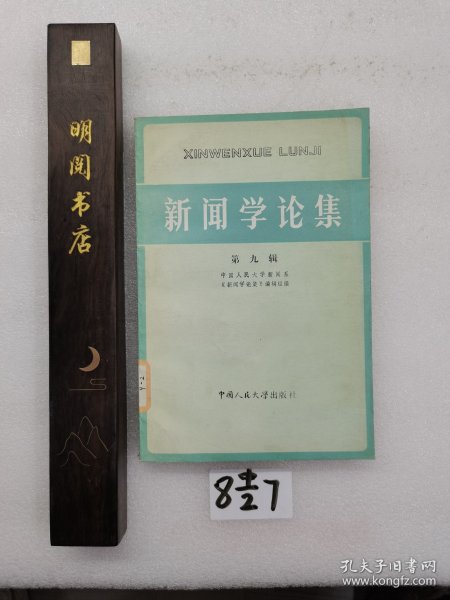 明阅书店
XINWENXUE LUNJI
新闻学论集
第九辑
中国人民大学新闻系
《新闻学论集》编辑组编
中国人民大学出版社
孔夫子旧书网
www.kongfz.com